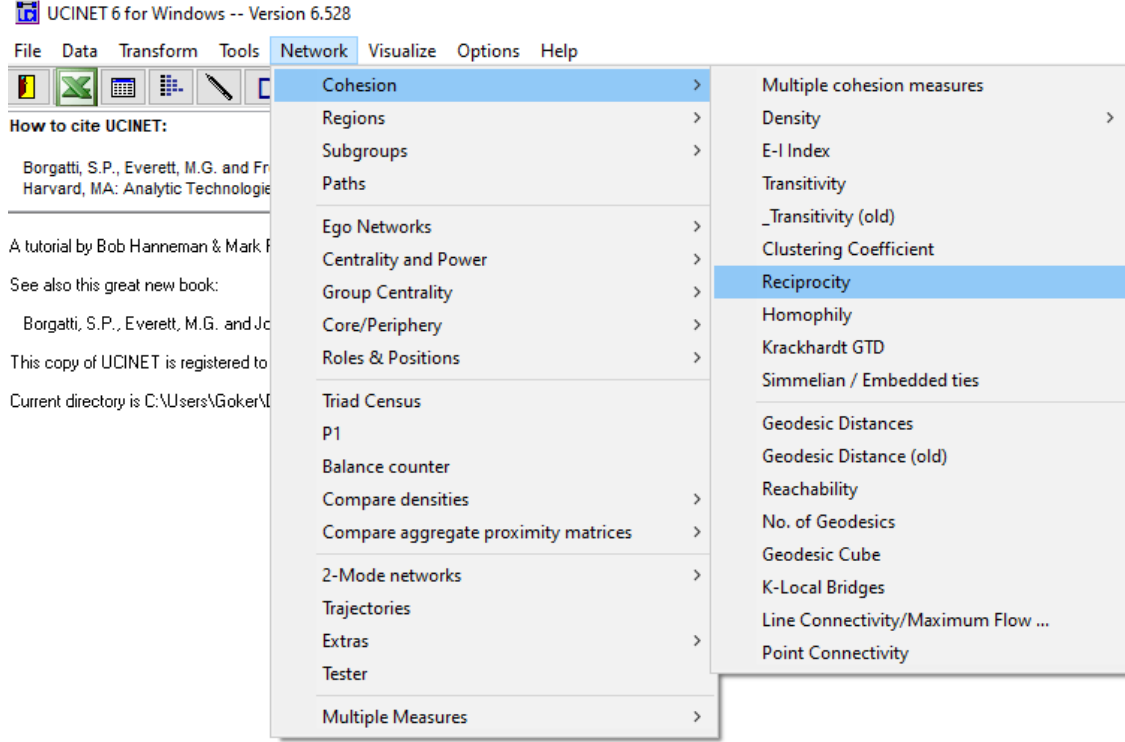 UCINET 6 for Windows -- Version 6.528
File Data Transform Tools Network Visualize Options Help
How to cite UCINET:
Borgatti, S.P., Everett, M.G. and
Harvard, MA: Analytic
A tutorial by Bob Hanneman & Mark
See also this great new book:
Borgatti, S.P., Everett, M.G. and
This copy of UCINET is registered to
Current directory is C:\Users\Goker\
Cohesion >
Regions >
Subgroups >
Paths
Ego Networks >
Centrality and Power >
Group Centrality >
Core/Periphery >
Roles & Positions >
Triad Census
P1
Balance counter
Compare densities >
Compare aggregate proximity matrices >
2-Mode networks >
Trajectories
Extras >
Tester
Multiple Measures >
Multiple cohesion measures
Density >
E-I Index
Transitivity
_Transitivity (old)
Clustering Coefficient
Reciprocity
Homophily
Krackhardt GTD
Simmelian / Embedded ties
Geodesic Distances
Geodesic Distance (old)
Reachability
No. of Geodesics
Geodesic Cube
K-Local Bridges
Line Connectivity/Maximum Flow ...
Point Connectivity